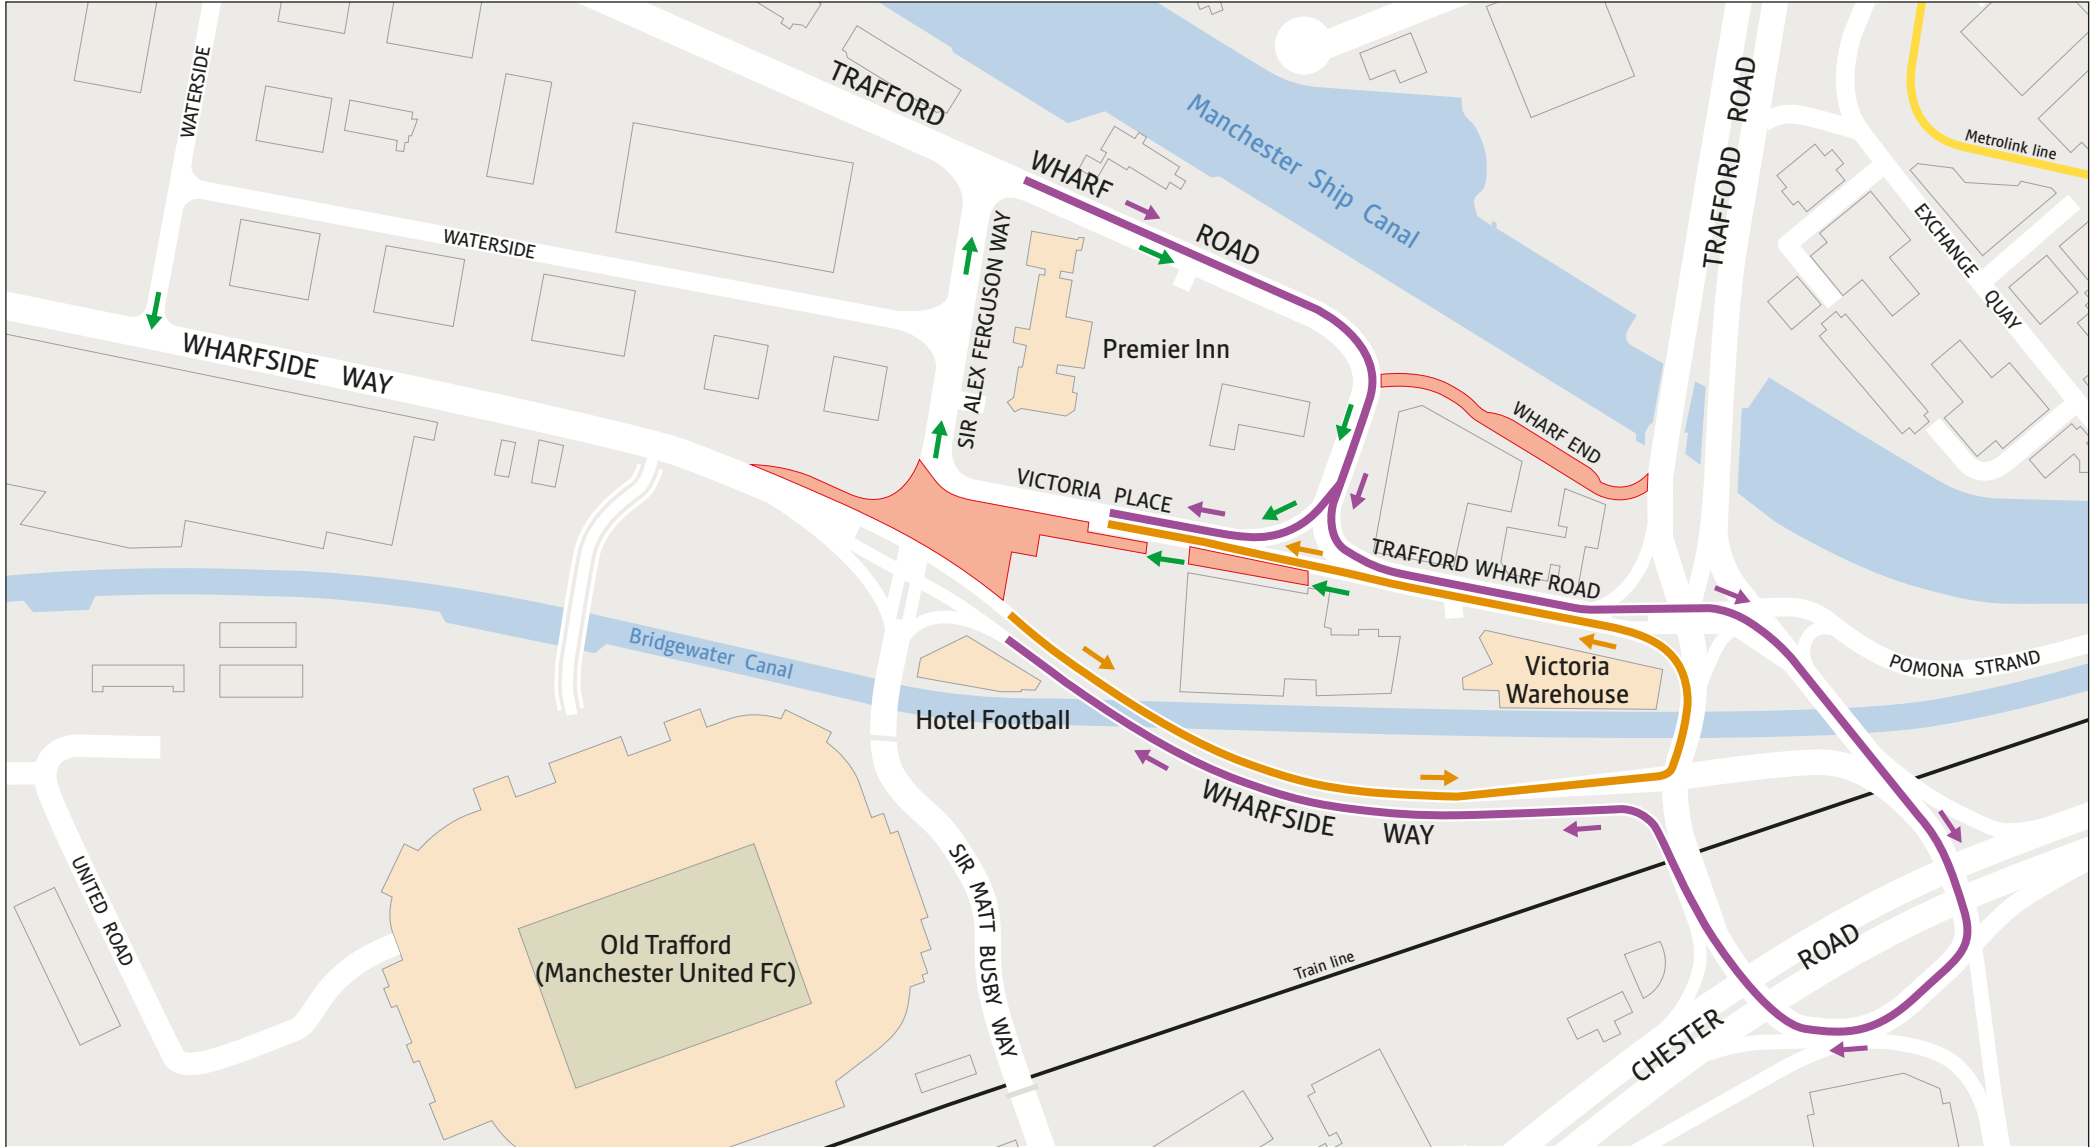 WATERSIDE
TRAFFORD
WHARF
ROAD
Manchester Ship Canal
TRAFFORD ROAD
Metrolink line
EXCHANGE
QUAY
WATERSIDE
SIR ALEX FERGUSON WAY
WHARFSIDE WAY
Premier Inn
WHARF END
VICTORIA PLACE
TRAFFORD WHARF ROAD
Bridgewater Canal
Victoria
Warehouse
POMONA STRAND
Hotel Football
WHARFSIDE WAY
SIR MATT BUSBY WAY
UNITED ROAD
Old Trafford
(Manchester United FC)
Train line
CHESTER ROAD